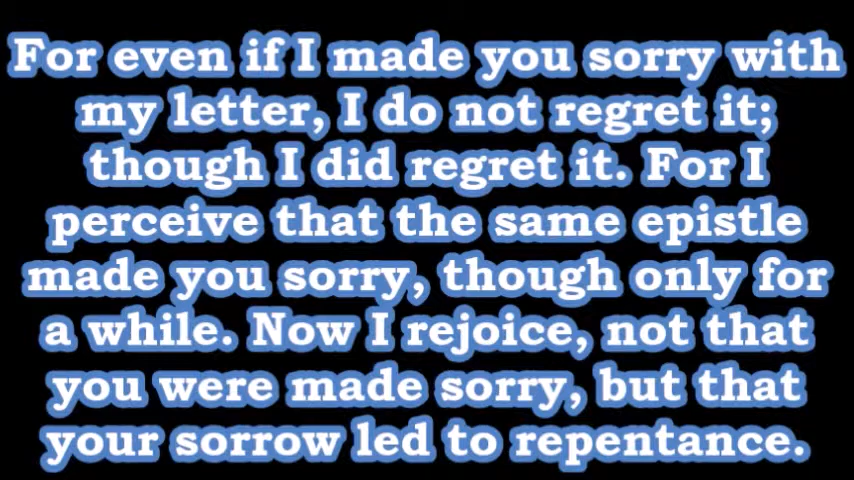 For even if I made you sorry with
my letter, I do not regret it;
though I did regret it. For I
perceive that the same epistle
made you sorry, though only for
a while. Now I rejoice, not that
you were made sorry, but that
your sorrow led to repentance.